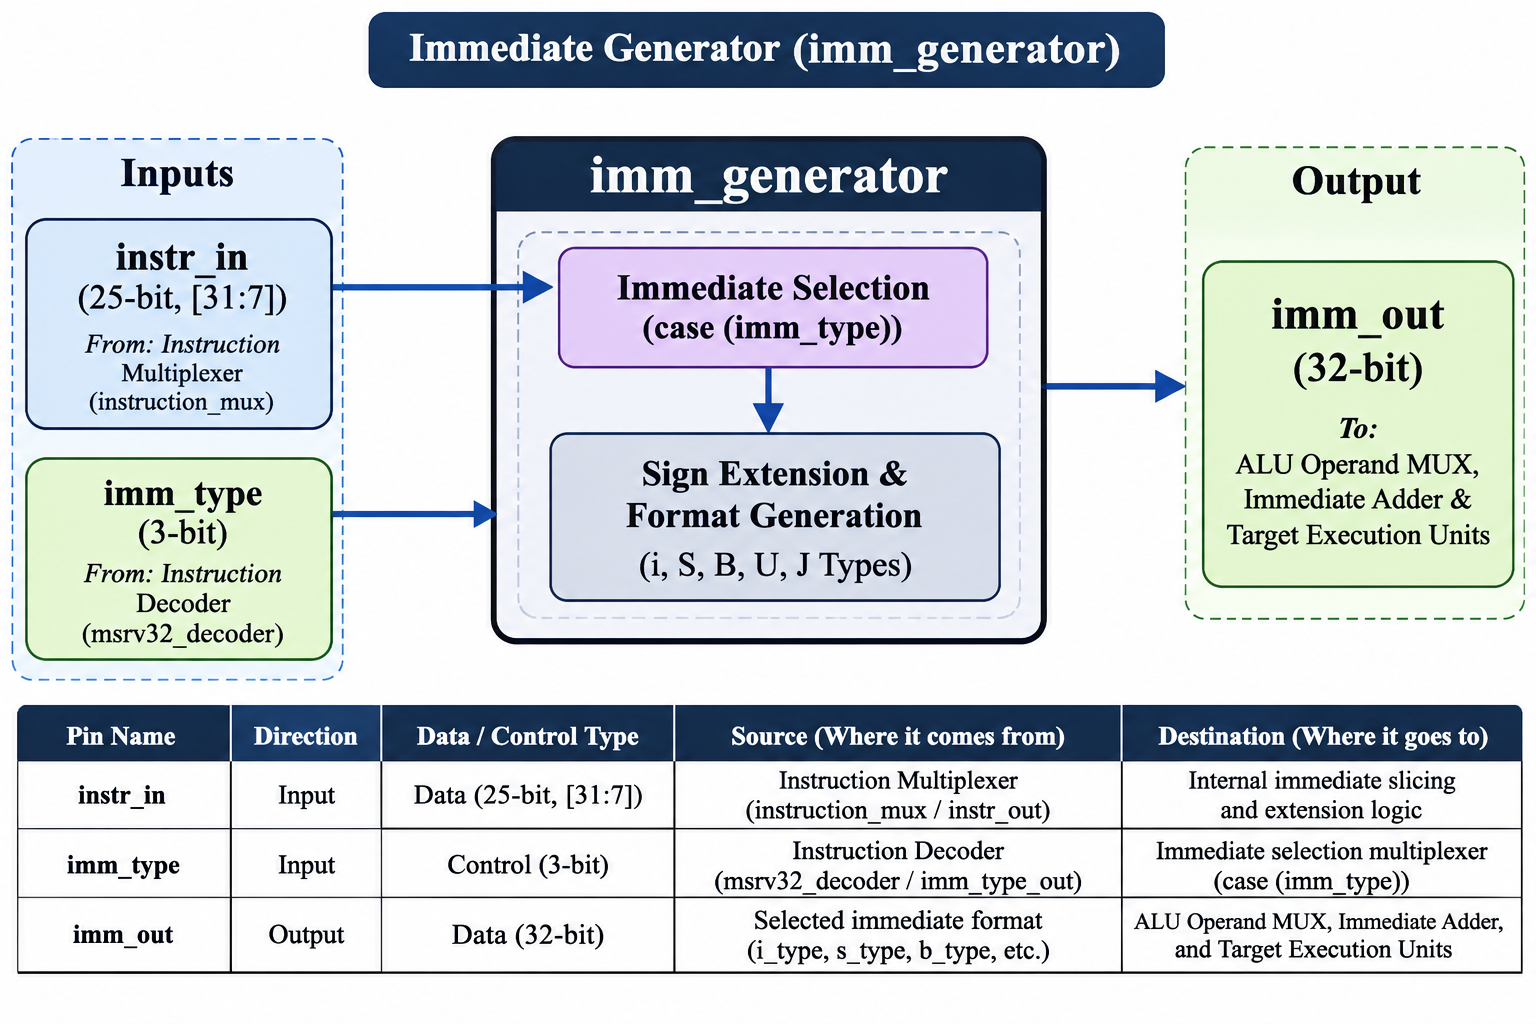 Immediate Generator (imm_generator)
Inputs
instr_in
(25-bit, [31:7])
From: Instruction
Multiplexer
(instruction_mux)
imm_type
(3-bit)
From: Instruction
Decoder
(msrv32_decoder)
imm_generator
Immediate Selection
(case (imm_type))
Sign Extension &
Format Generation
(i, S, B, U, J Types)
Output
imm_out
(32-bit)
To:
ALU Operand MUX,
Immediate Adder &
Target Execution Units
Pin Name Direction Data / Control Type Source (Where it comes from) Destination (Where it goes to)
instr_in Input Data (25-bit, [31:7])
Instruction Multiplexer
(instruction_mux / instr_out)
Internal immediate slicing
and extension logic
imm_type Input Control (3-bit)
Instruction Decoder
(msrv32_decoder / imm_type_out)
Immediate selection multiplexer
(case (imm_type))
imm_out Output Data (32-bit)
Selected immediate format
(i_type, s_type, b_type, etc.)
ALU Operand MUX, Immediate Adder,
and Target Execution Units